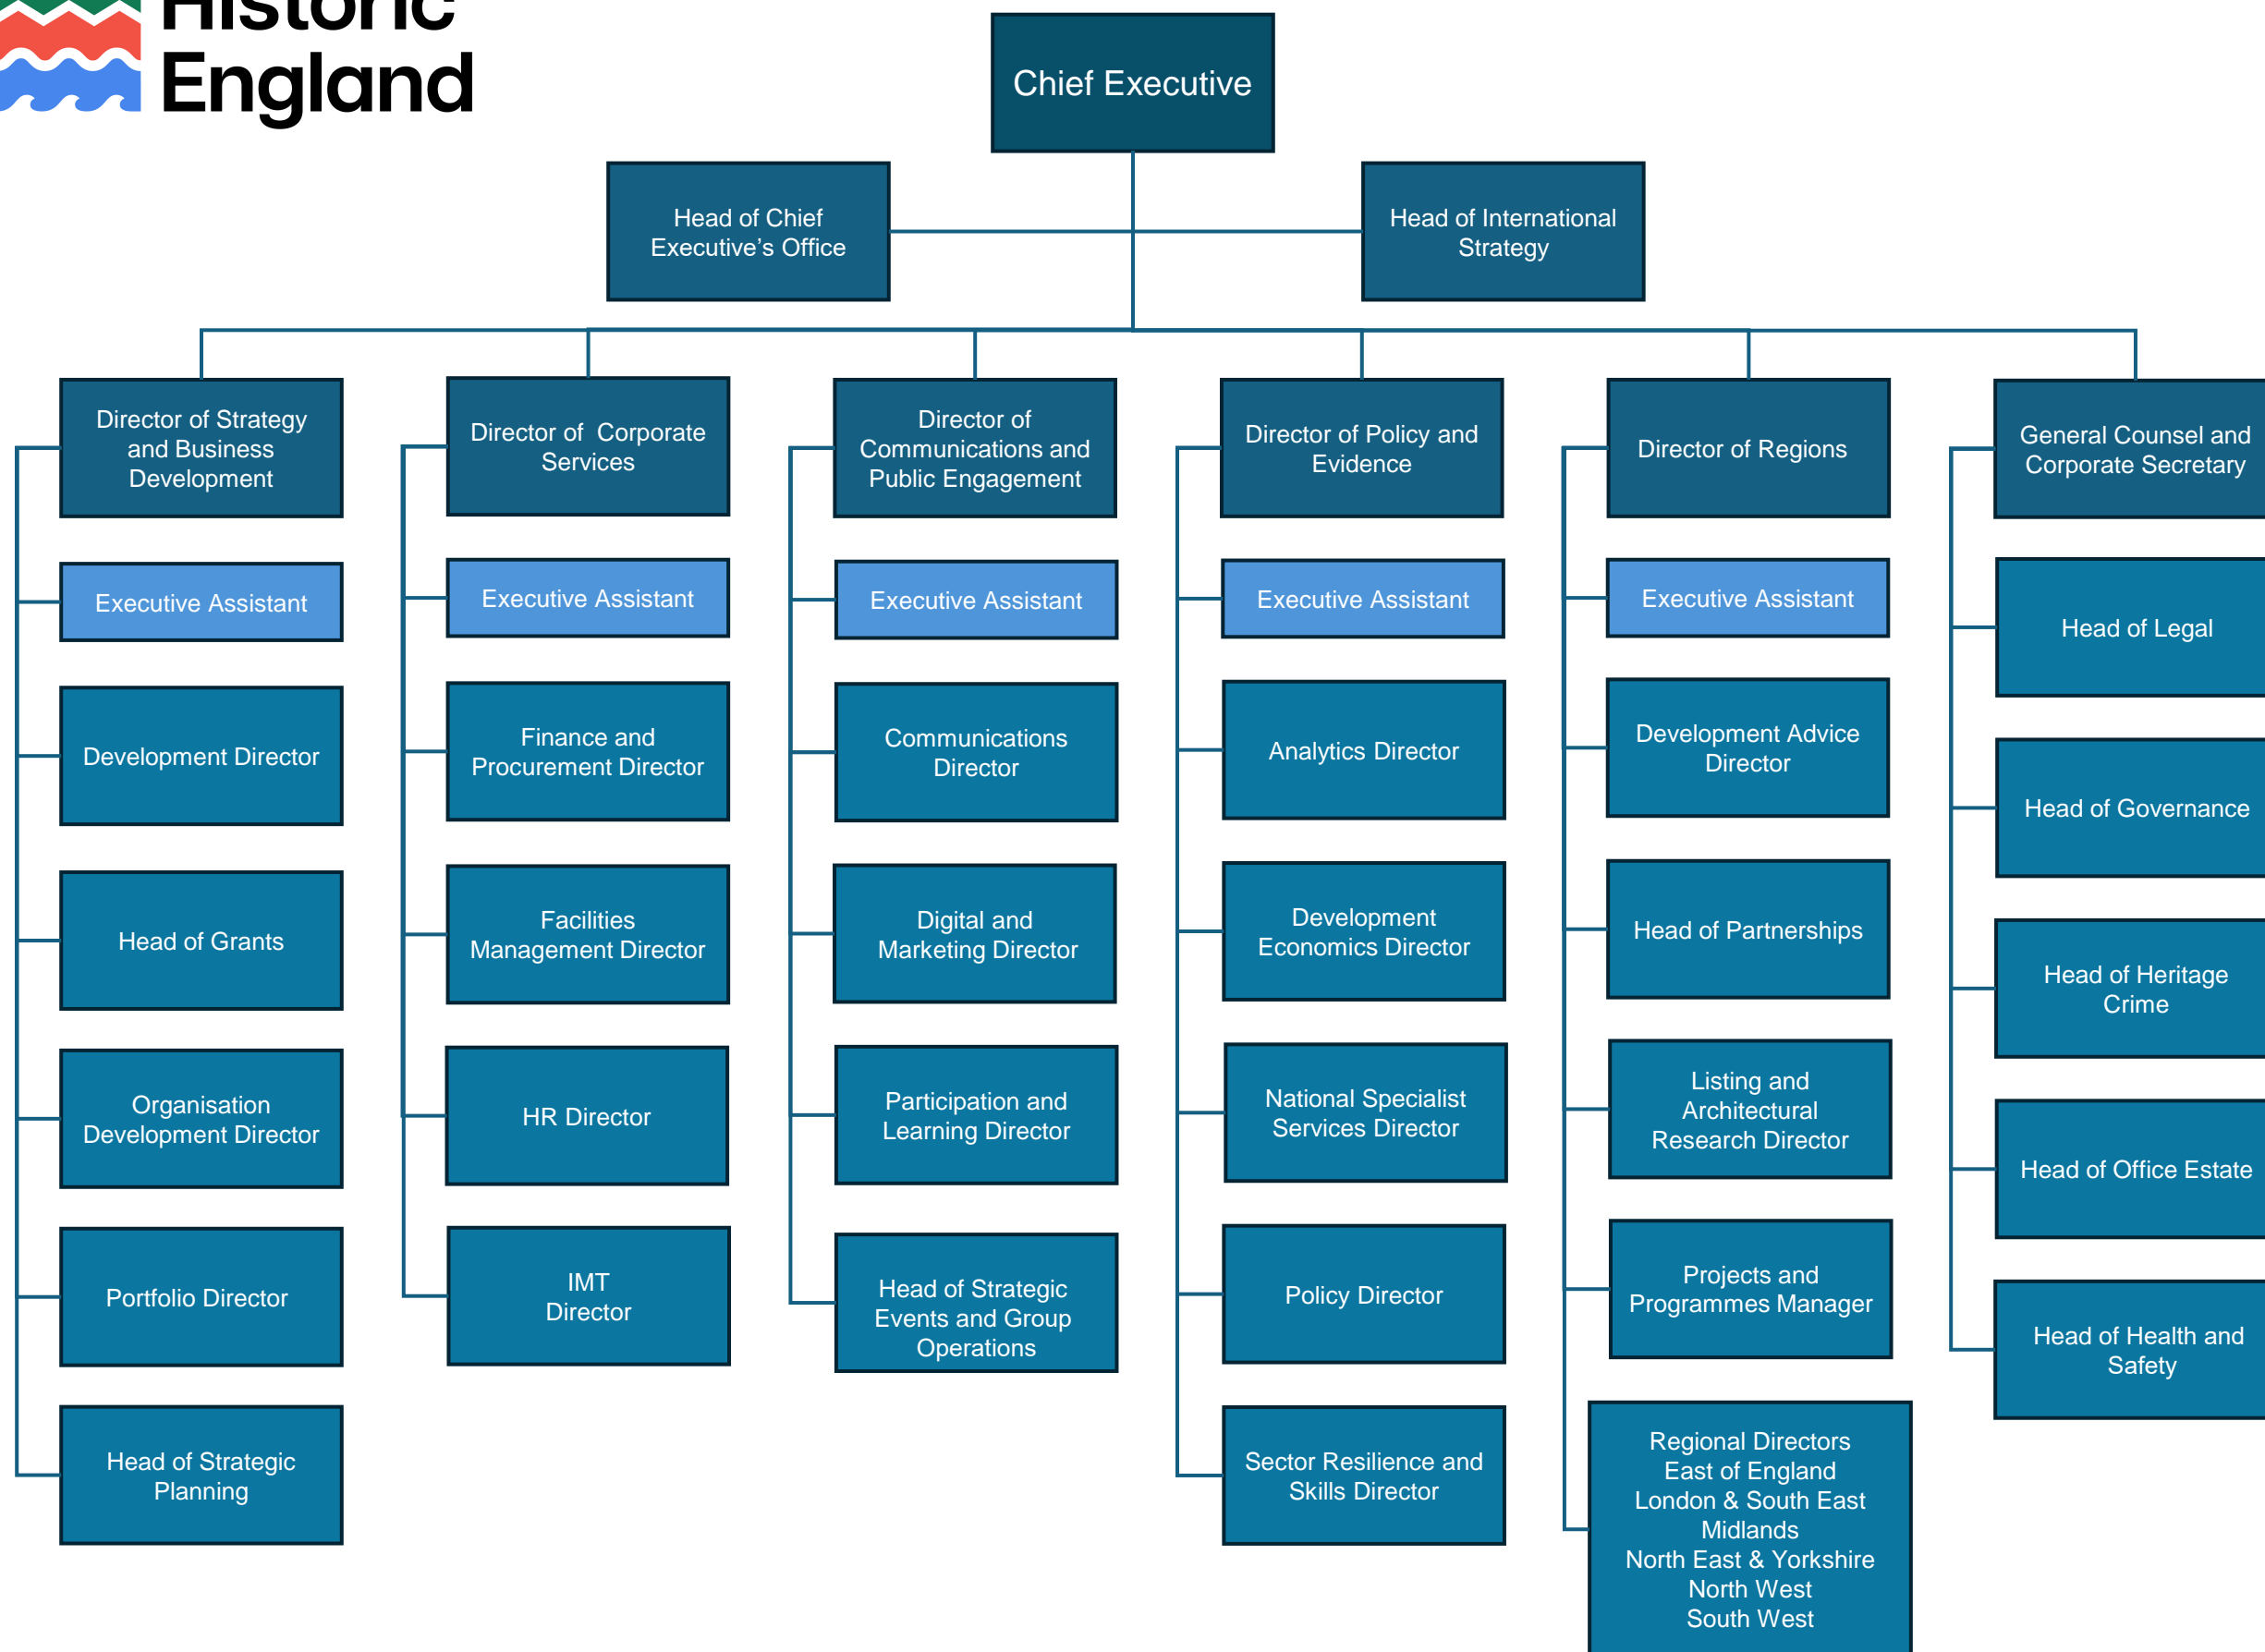 Historic
England
Chief Executive
Head of Chief
Executive’s Office
Head of International
Strategy
Director of Strategy
and Business
Development
Executive Assistant
Development Director
Head of Grants
Organisation
Development Director
Portfolio Director
Head of Strategic
Planning
Director of  Corporate
Services
Executive Assistant
Finance and
Procurement Director
Facilities
Management Director
HR Director
IMT
Director
Director of
Communications and
Public Engagement
Executive Assistant
Communications
Director
Digital and
Marketing Director
Participation and
Learning Director
Head of Strategic
Events and Group
Operations
Director of Policy and
Evidence
Executive Assistant
Analytics Director
Development
Economics Director
National Specialist
Services Director
Policy Director
Sector Resilience and
Skills Director
Director of Regions
Executive Assistant
Development Advice
Director
Head of Partnerships
Listing and
Architectural
Research Director
Projects and
Programmes Manager
Regional Directors
East of England
London & South East
Midlands
North East & Yorkshire
North West
South West
General Counsel and
Corporate Secretary
Head of Legal
Head of Governance
Head of Heritage
Crime
Head of Office Estate
Head of Health and
Safety